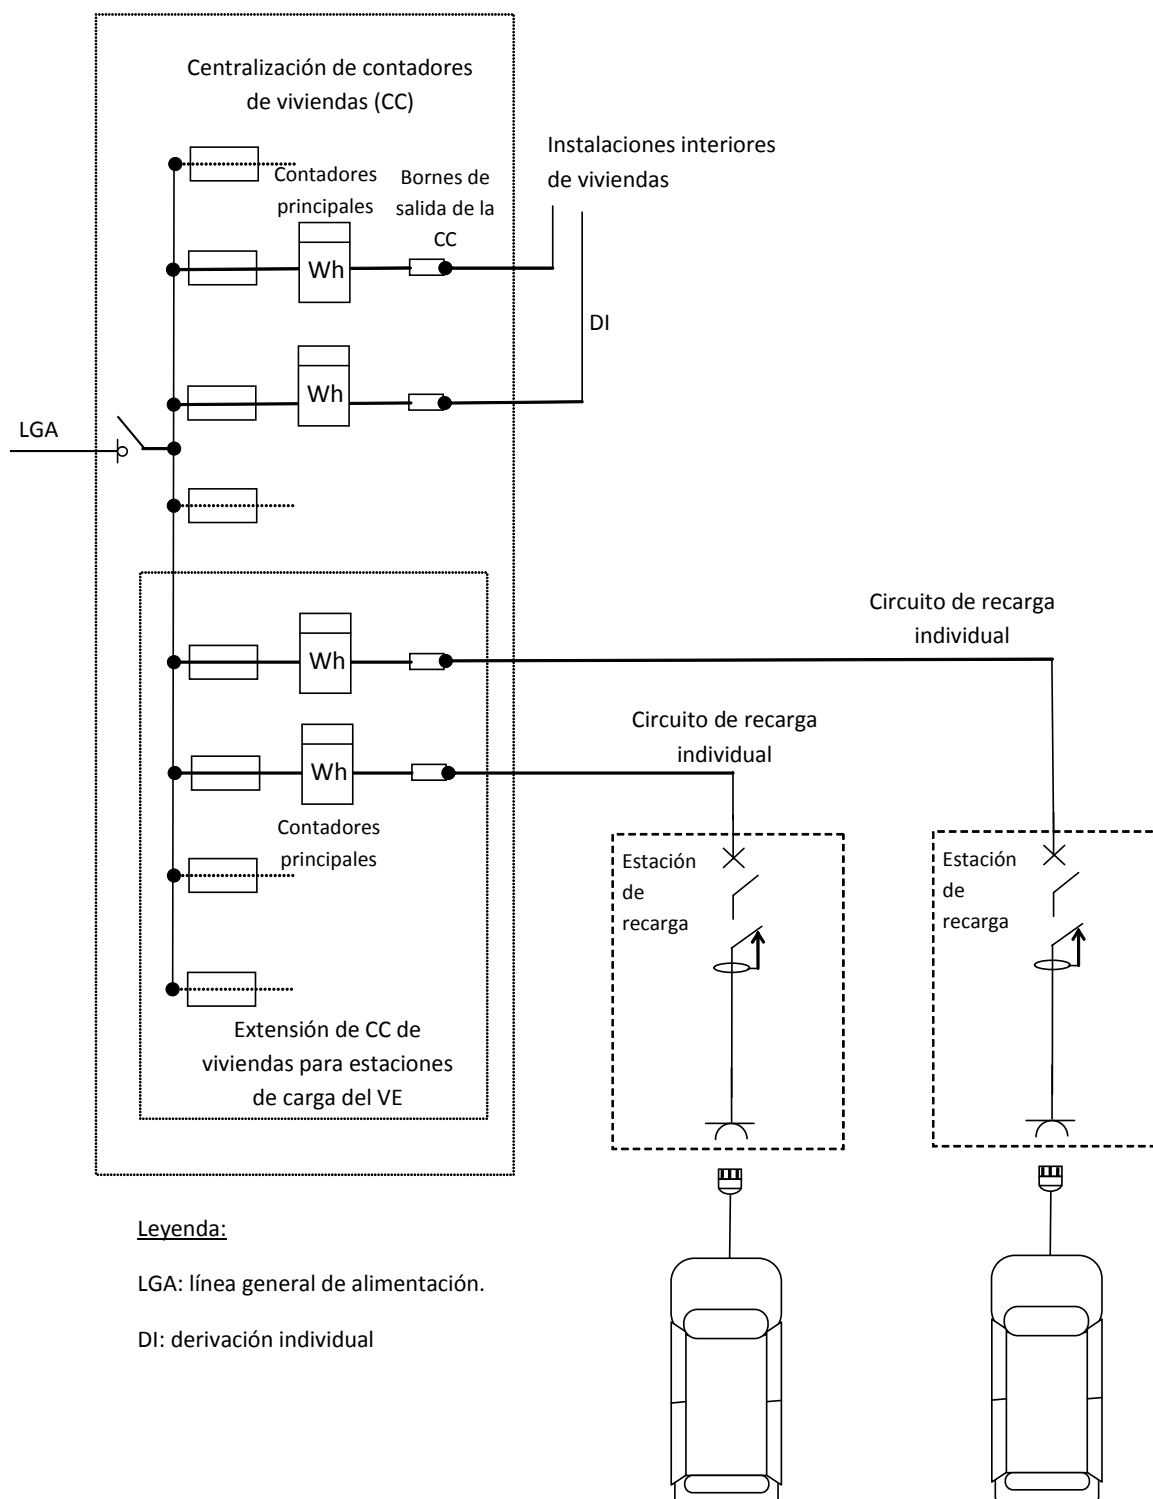 Centralización de contadores
de viviendas (CC)
Instalaciones interiores
de viviendas
Contadores
principales
Bornes de
salida de la
CC
Wh
DI
Wh
LGA
Circuito de recarga
individual
Wh
Circuito de recarga
individual
Wh
Contadores
principales
Estación
de
recarga
Estación
de
recarga
Extensión de CC de
viviendas para estaciones
de carga del VE
Leyenda:
LGA: línea general de alimentación.
DI: derivación individual